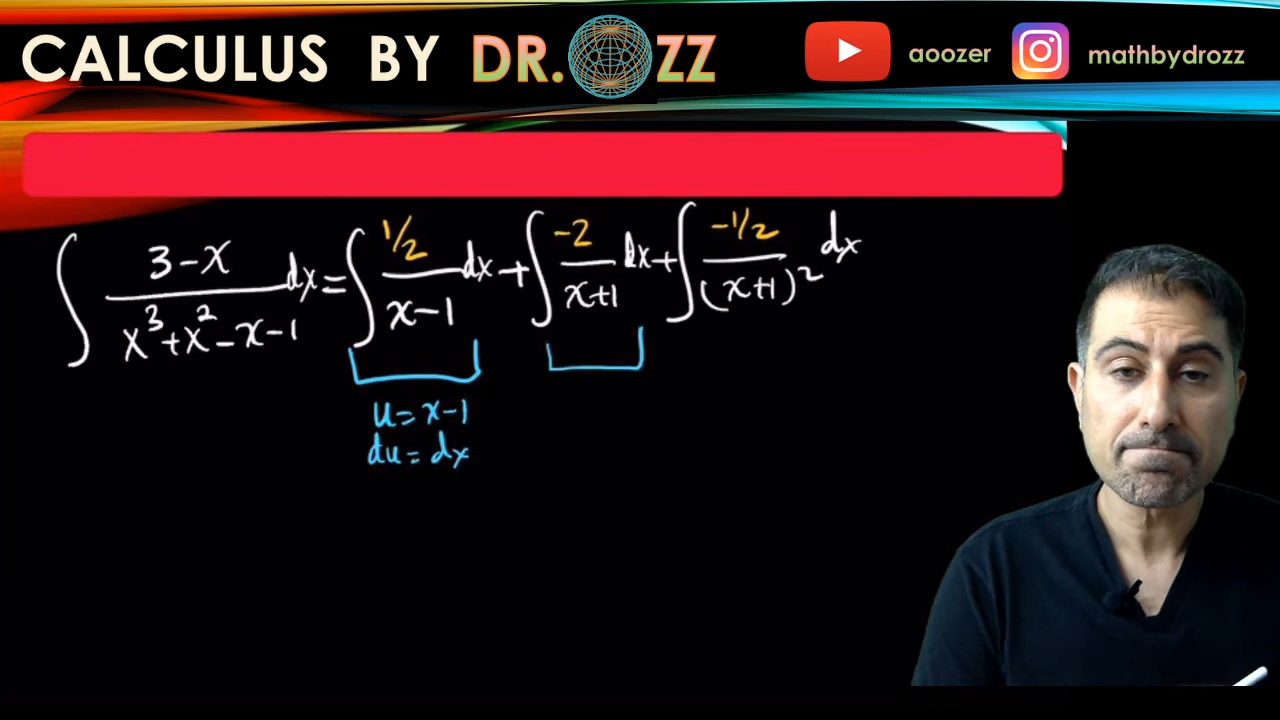 CALCULUS BY DR. OZZ
aoozer
mathbydrozz
∫ (3-x)/(x³+x²-x-1) dx = ∫ (1/2)/(x-1) dx + ∫ (-2)/(x+1) dx + ∫ (-1/2)/(x+1)² dx
u=x-1
du=dx